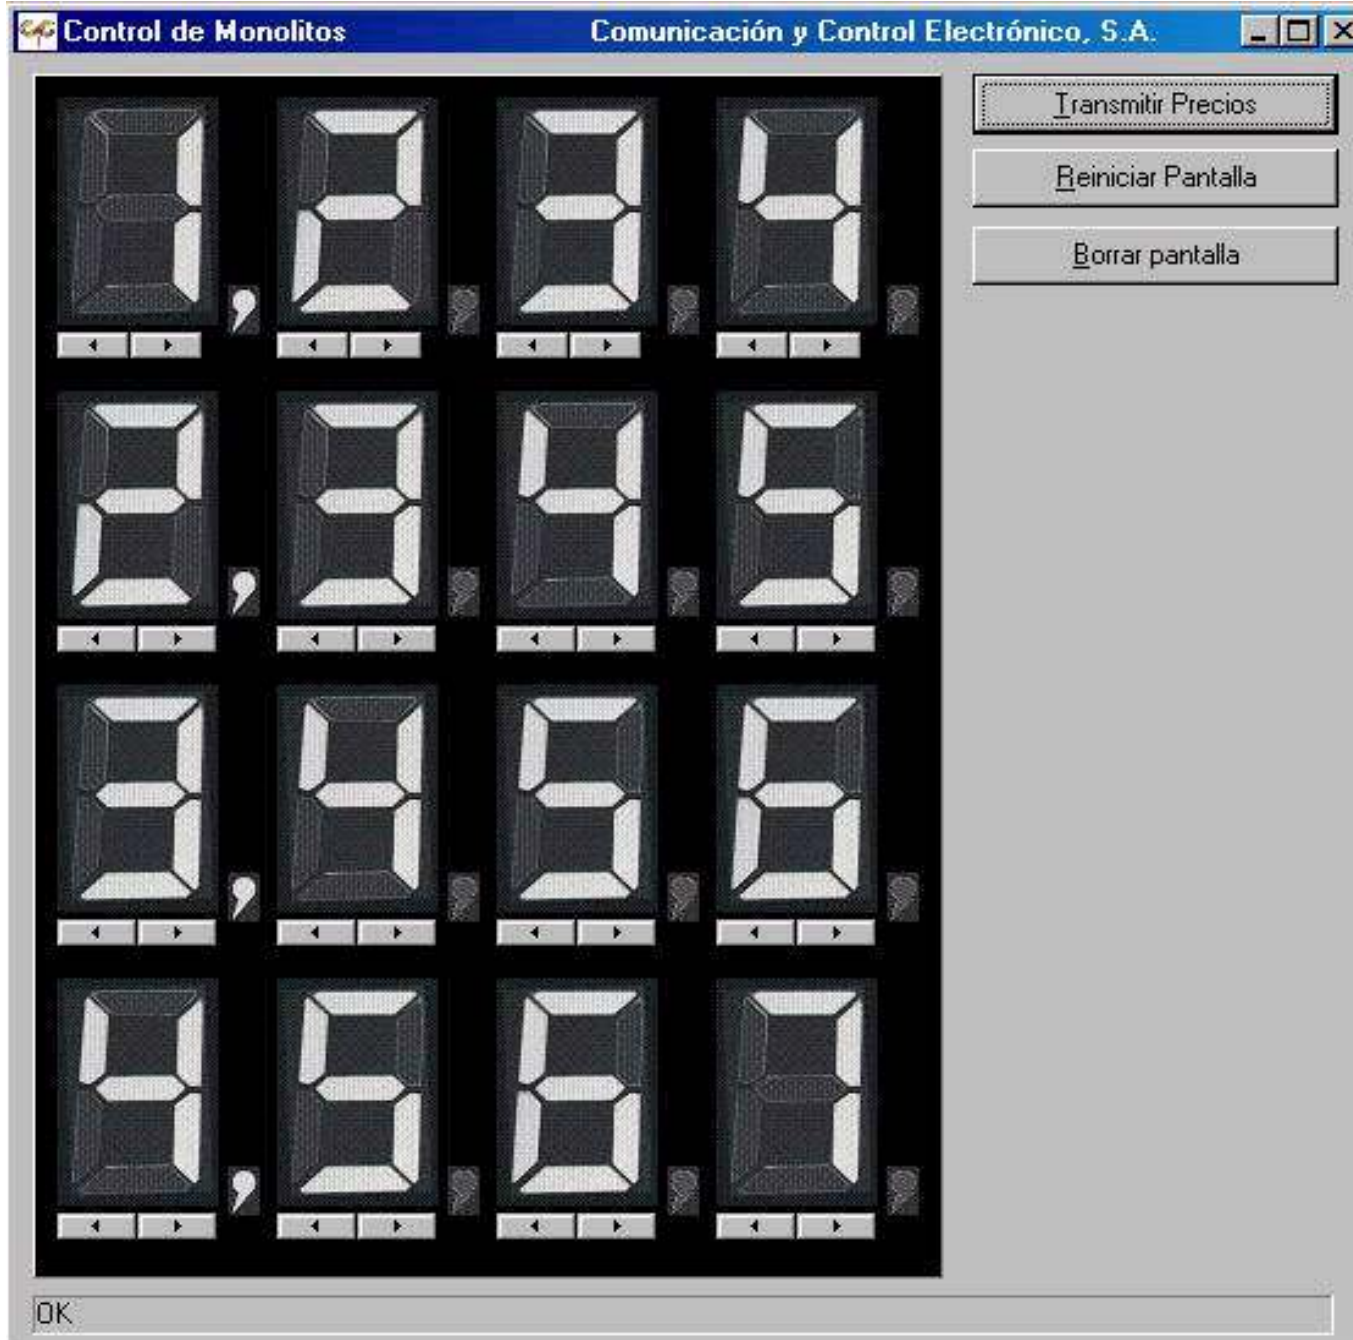 Control de Monolitos Comunicación y Control Electrónico, S.A.
Transmitir Precios
Reiniciar Pantalla
Borrar pantalla
1,234
2,345
3,456
4,567
OK